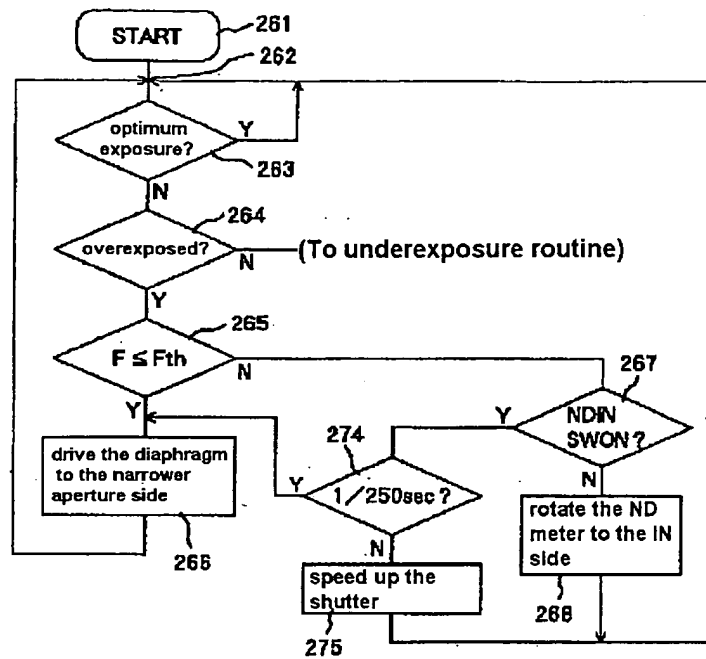 START
261
262
optimum
exposure?
Y
263
N
264
overexposed?
N
(To underexposure routine)
Y
265
F ≤ Fth
N
267
Y
NDIN
SWON ?
Y
274
drive the diaphragm
to the narrower
aperture side
Y
1/250sec ?
N
rotate the ND
meter to the IN
side
N
266
speed up the
shutter
268
275